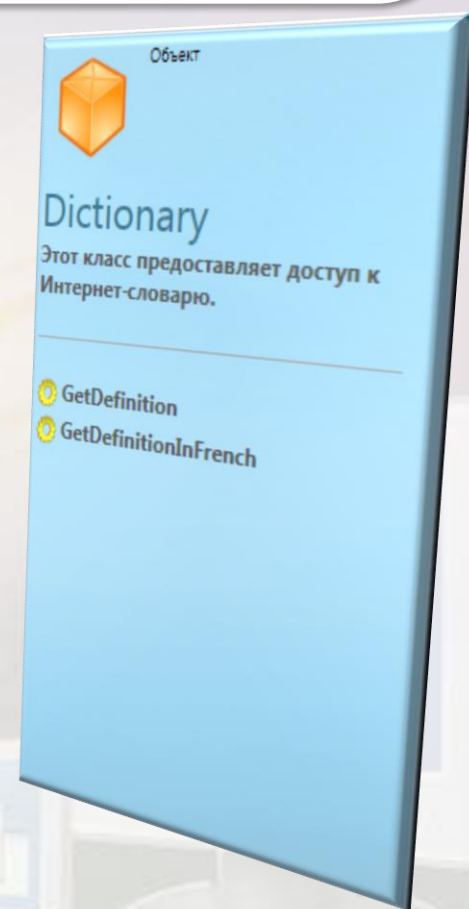 Объект
Dictionary
Этот класс предоставляет доступ к
Интернет-словарю.
GetDefinition
GetDefinitionInFrench